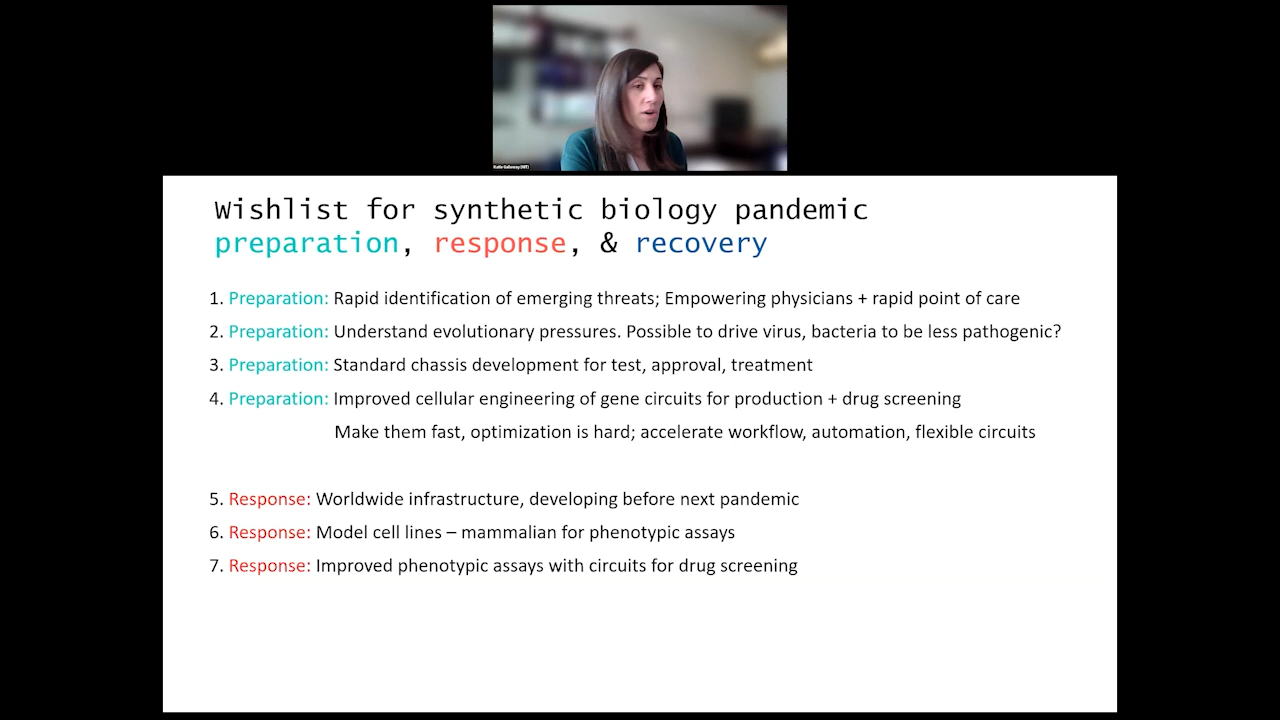 Katie Galloway (MIT)
Wishlist for synthetic biology pandemic
preparation, response, & recovery
1. Preparation: Rapid identification of emerging threats; Empowering physicians + rapid point of care
2. Preparation: Understand evolutionary pressures. Possible to drive virus, bacteria to be less pathogenic?
3. Preparation: Standard chassis development for test, approval, treatment
4. Preparation: Improved cellular engineering of gene circuits for production + drug screening
Make them fast, optimization is hard; accelerate workflow, automation, flexible circuits
5. Response: Worldwide infrastructure, developing before next pandemic
6. Response: Model cell lines – mammalian for phenotypic assays
7. Response: Improved phenotypic assays with circuits for drug screening